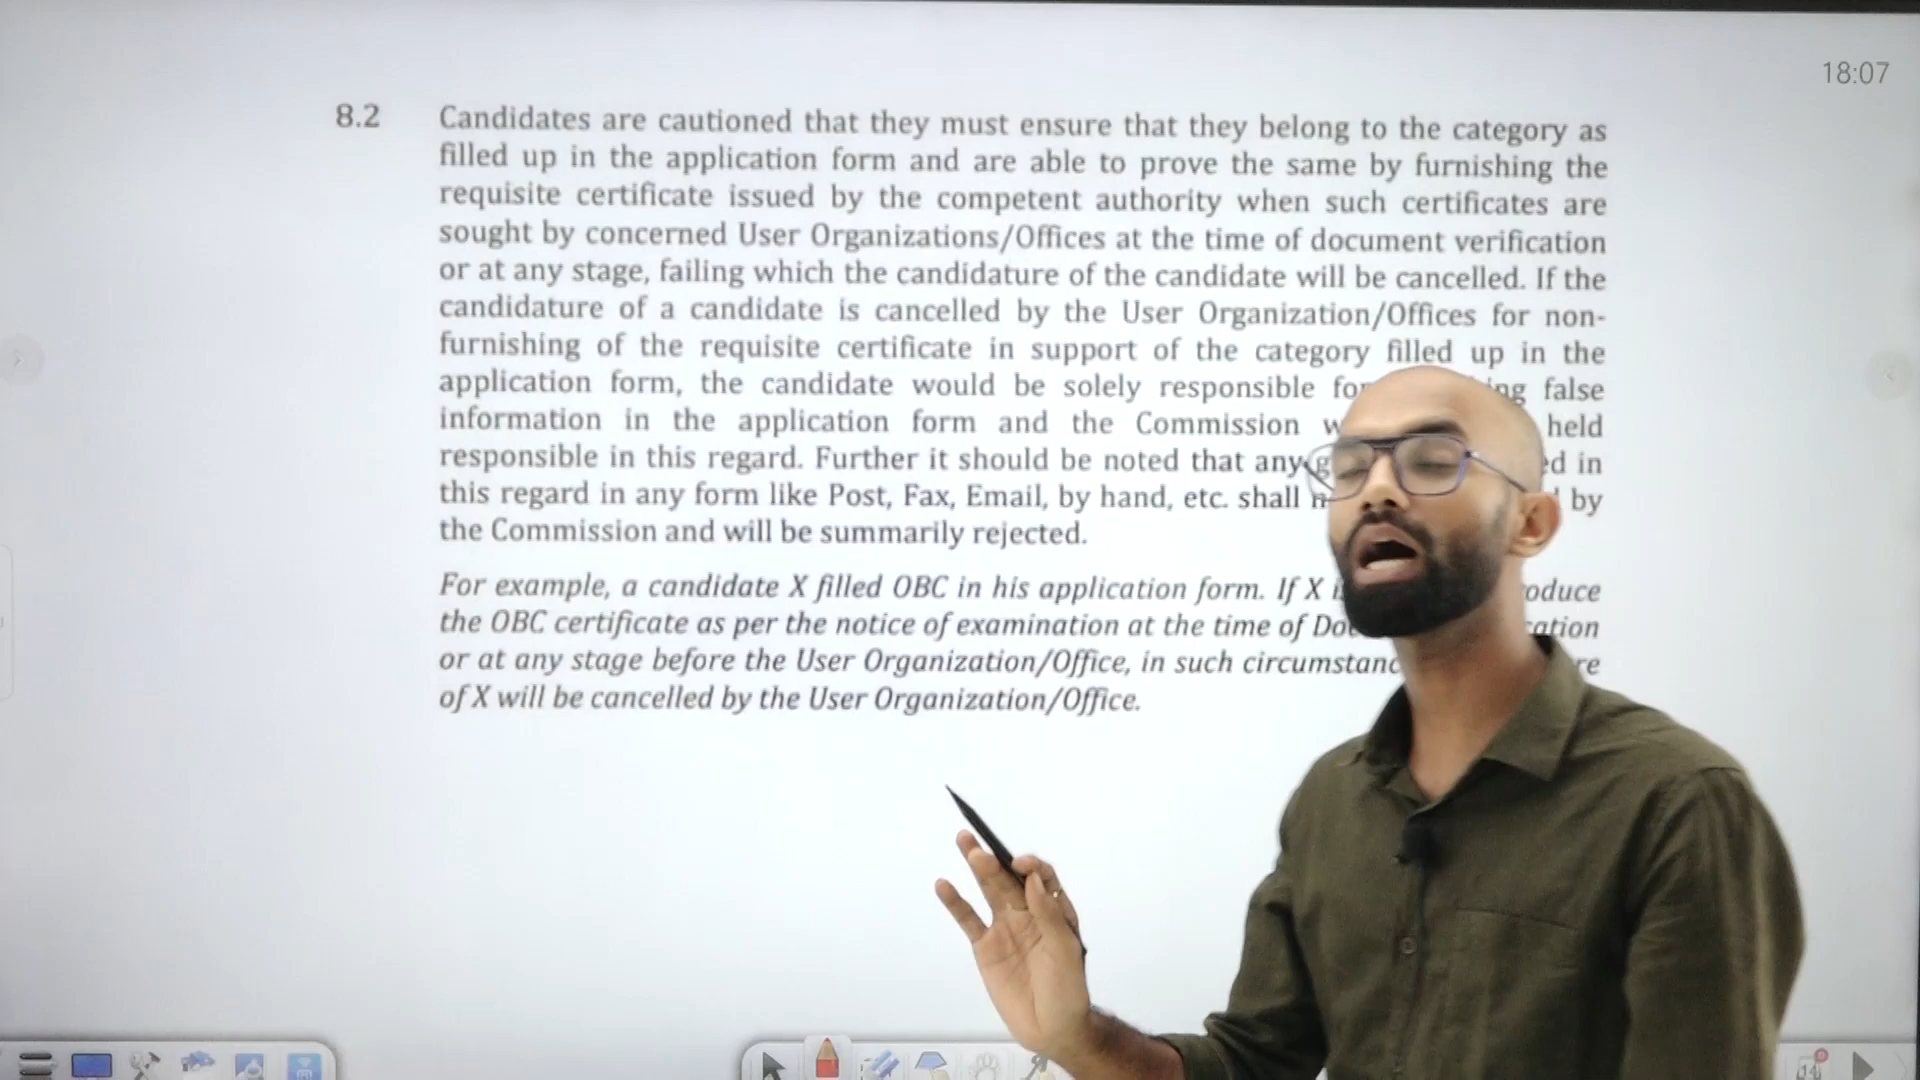 18:07
8.2 Candidates are cautioned that they must ensure that they belong to the category as
filled up in the application form and are able to prove the same by furnishing the
requisite certificate issued by the competent authority when such certificates are
sought by concerned User Organizations/Offices at the time of document verification
or at any stage, failing which the candidature of the candidate will be cancelled. If the
candidature of a candidate is cancelled by the User Organization/Offices for non-
furnishing of the requisite certificate in support of the category filled up in the
application form, the candidate would be solely responsible false
information in the application form and the Commission held
responsible in this regard. Further it should be noted that any in
this regard in any form like Post, Fax, Email, by hand, etc. shall by
the Commission and will be summarily rejected.
For example, a candidate X filled OBC in his application form. If X
the OBC certificate as per the notice of examination at the time of
or at any stage before the User Organization/Office, in such
of X will be cancelled by the User Organization/Office.